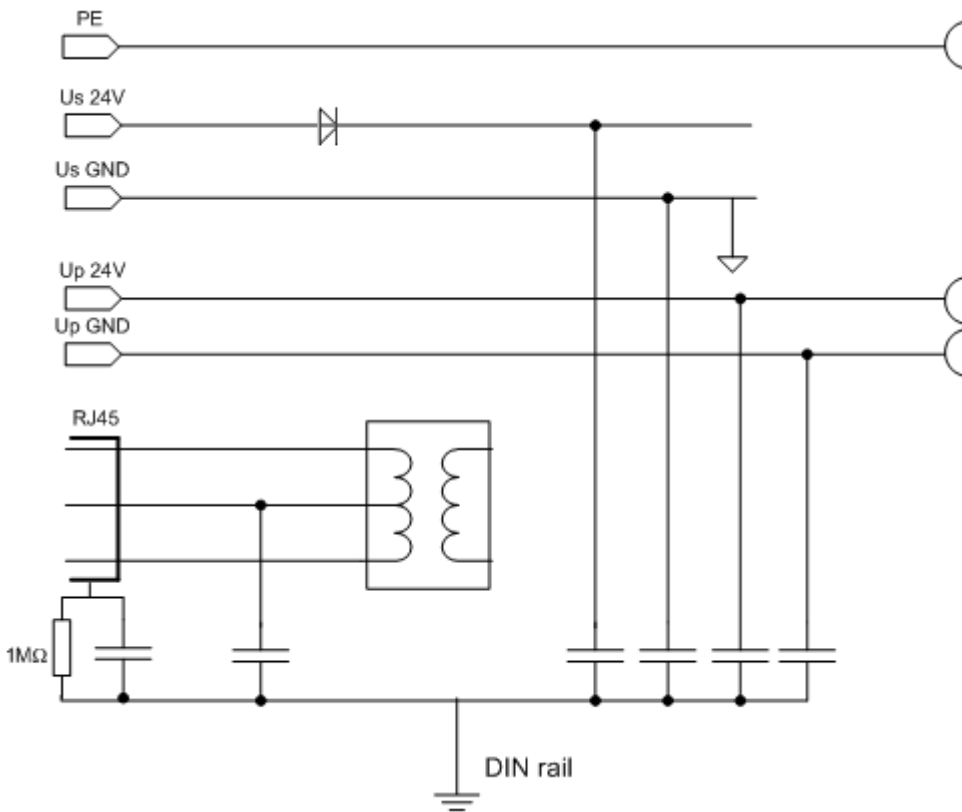 PE
Us 24V
Us GND
Up 24V
Up GND
RJ45
1MΩ
DIN rail